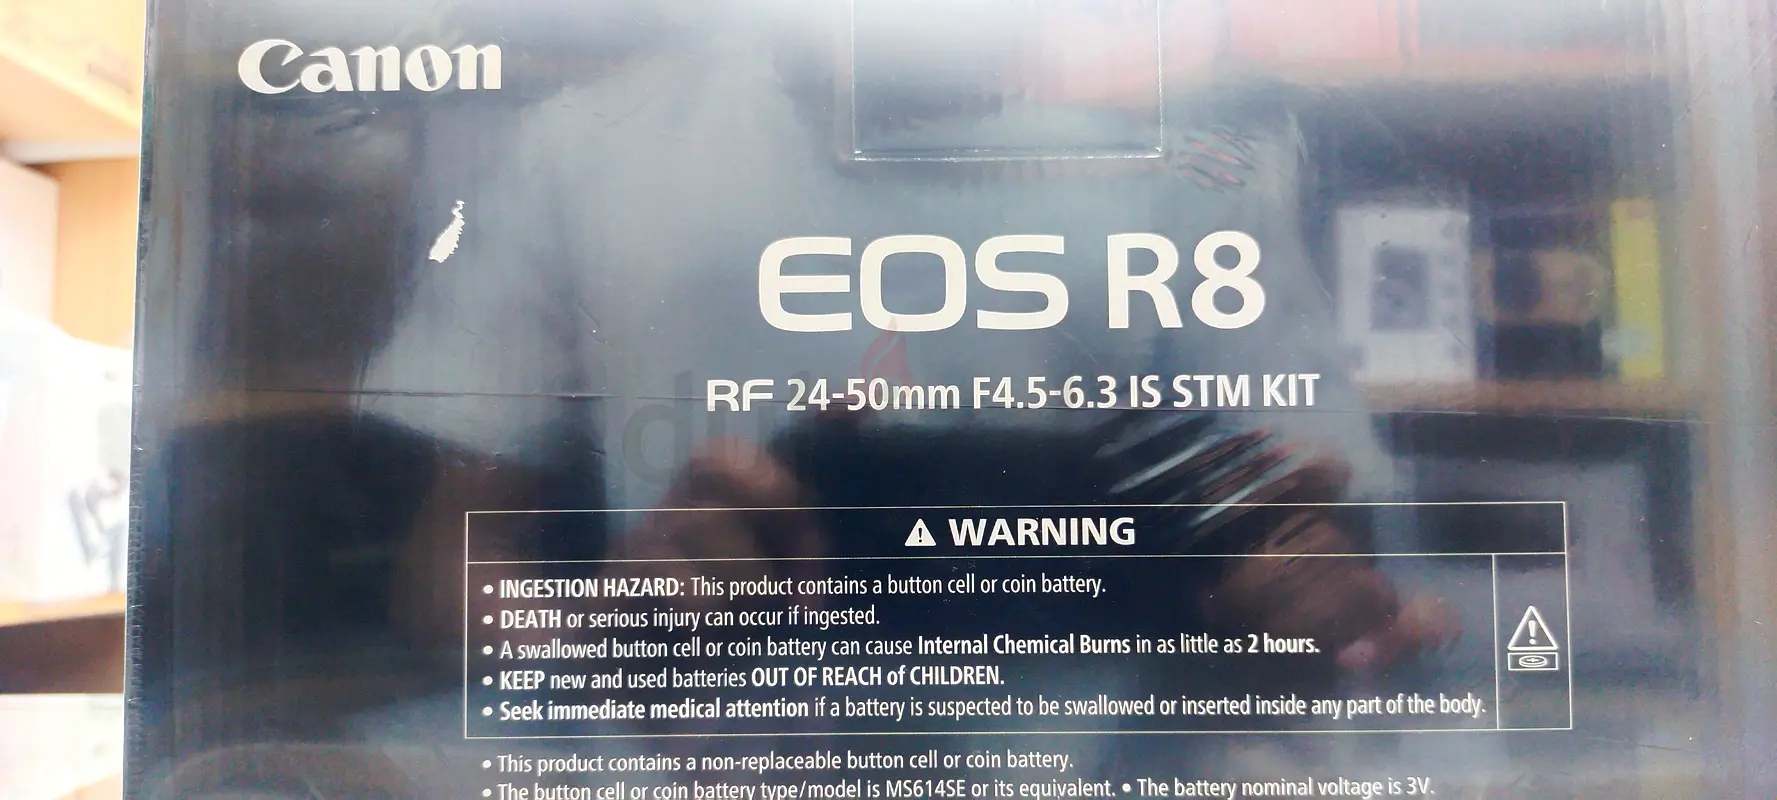 Canon
EOS R8
RF 24-50mm F4.5-6.3 IS STM KIT
⚠ WARNING
• INGESTION HAZARD: This product contains a button cell or coin battery.
• DEATH or serious injury can occur if ingested.
• A swallowed button cell or coin battery can cause Internal Chemical Burns in as little as 2 hours.
• KEEP new and used batteries OUT OF REACH of CHILDREN.
• Seek immediate medical attention if a battery is suspected to be swallowed or inserted inside any part of the body.
• This product contains a non-replaceable button cell or coin battery.
• The button cell or coin battery type/model is MS614SE or its equivalent. • The battery nominal voltage is 3V.